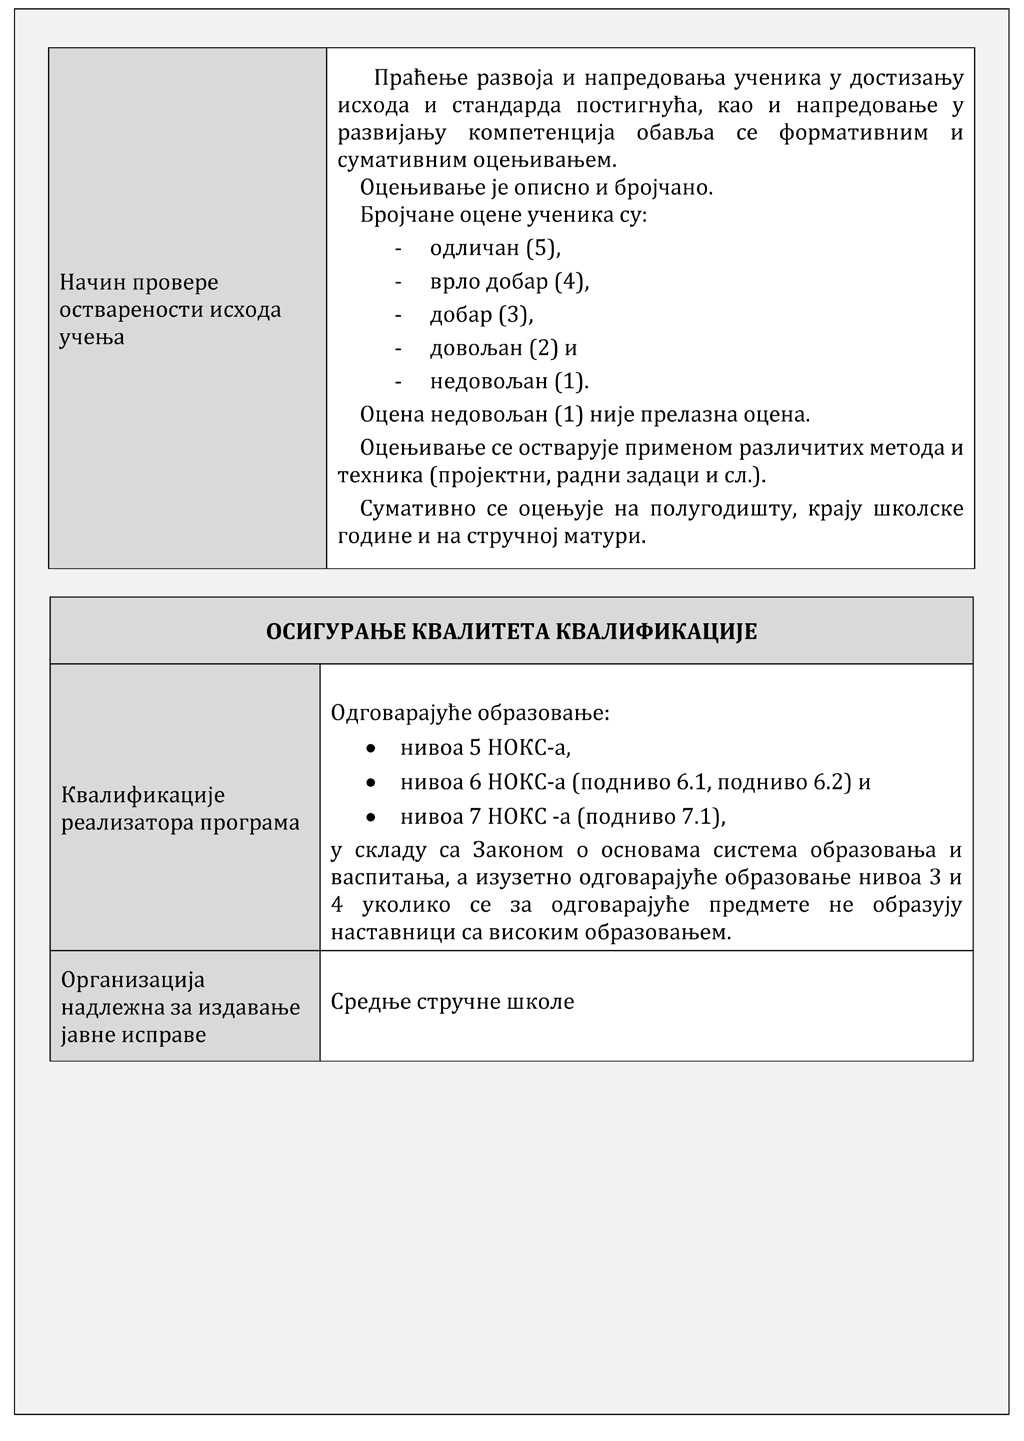 Начин провере
остварености исхода
учења
Праћење развоја и напредовања ученика у достизању
исхода и стандарда постигнућа, као и напредовање у
развијању компетенција обавља се формативним и
сумативним оцењивањем.
Оцењивање је описно и бројчано.
Бројчане оцене ученика су:
- одличан (5),
- врло добар (4),
- добар (3),
- довољан (2) и
- недовољан (1).
Оцена недовољан (1) није прелазна оцена.
Оцењивање се остварује применом различитих метода и
техника (пројектни, радни задаци и сл.).
Сумативно се оцењује на полугодишту, крају школске
године и на стручној матури.
ОСИГУРАЊЕ КВАЛИТЕТА КВАЛИФИКАЦИЈЕ
Квалификације
реализатора програма
Одговарајуће образовање:
• нивоа 5 НОКС-а,
• нивоа 6 НОКС-а (подниво 6.1, подниво 6.2) и
• нивоа 7 НОКС -а (подниво 7.1),
у складу са Законом о основама система образовања и
васпитања, а изузетно одговарајуће образовање нивоа 3 и
4 уколико се за одговарајуће предмете не образују
наставници са високим образовањем.
Организација
надлежна за издавање
јавне исправе
Средње стручне школе